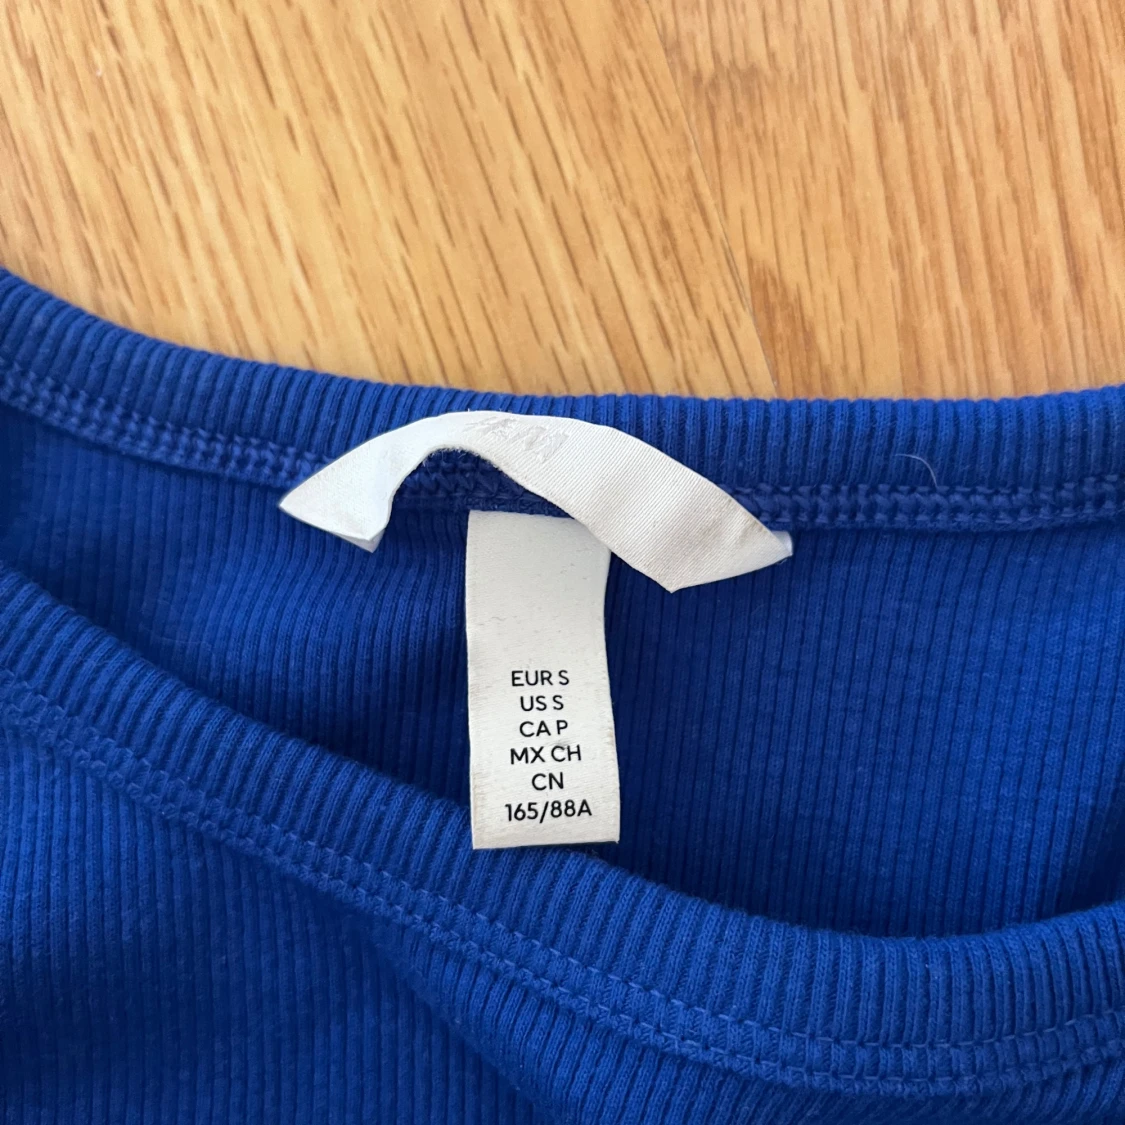 EUR S
US S
CA P
MX CH
CN
165/88A